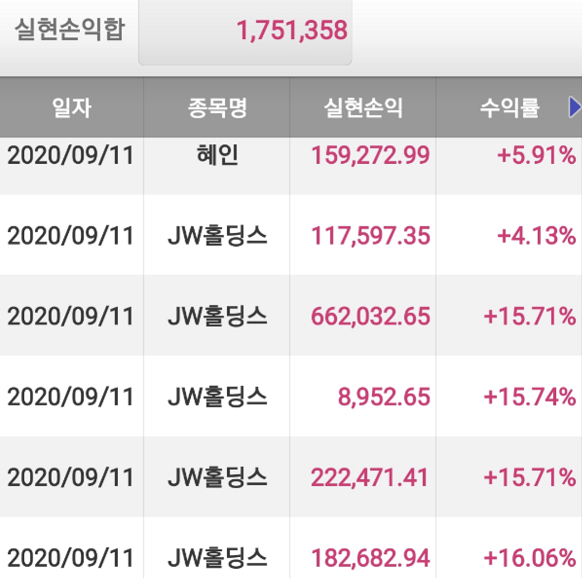 실현손익합 1,751,358
일자 종목명 실현손익 수익률
2020/09/11 혜인 159,272.99 +5.91%
2020/09/11 JW홀딩스 117,597.35 +4.13%
2020/09/11 JW홀딩스 662,032.65 +15.71%
2020/09/11 JW홀딩스 8,952.65 +15.74%
2020/09/11 JW홀딩스 222,471.41 +15.71%
2020/09/11 JW홀딩스 182,682.94 +16.06%